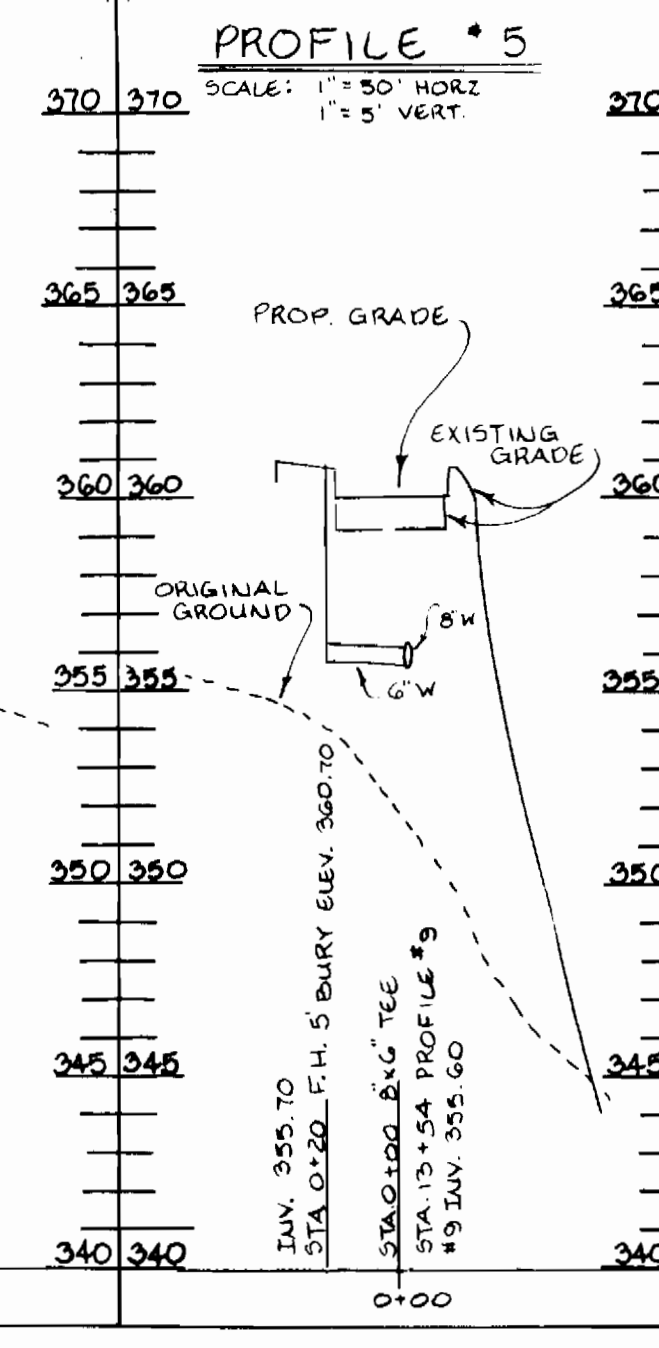 PROFILE #5
SCALE: 1" = 50' HORZ
1" = 5' VERT.
370 370 370
365 365 365
PROP. GRADE
EXISTING
GRADE
360 360 360
ORIGINAL
GROUND
8"W
6"W
355 355 355
350 350 350
345 345 345
340 340 340
INV. 355.70
STA 0+20 F.H. 5' BURY ELEV. 360.70
STA. 0+00 8"x6" TEE
STA. 13+54 PROFILE #9
#9 INV. 355.60
0+00